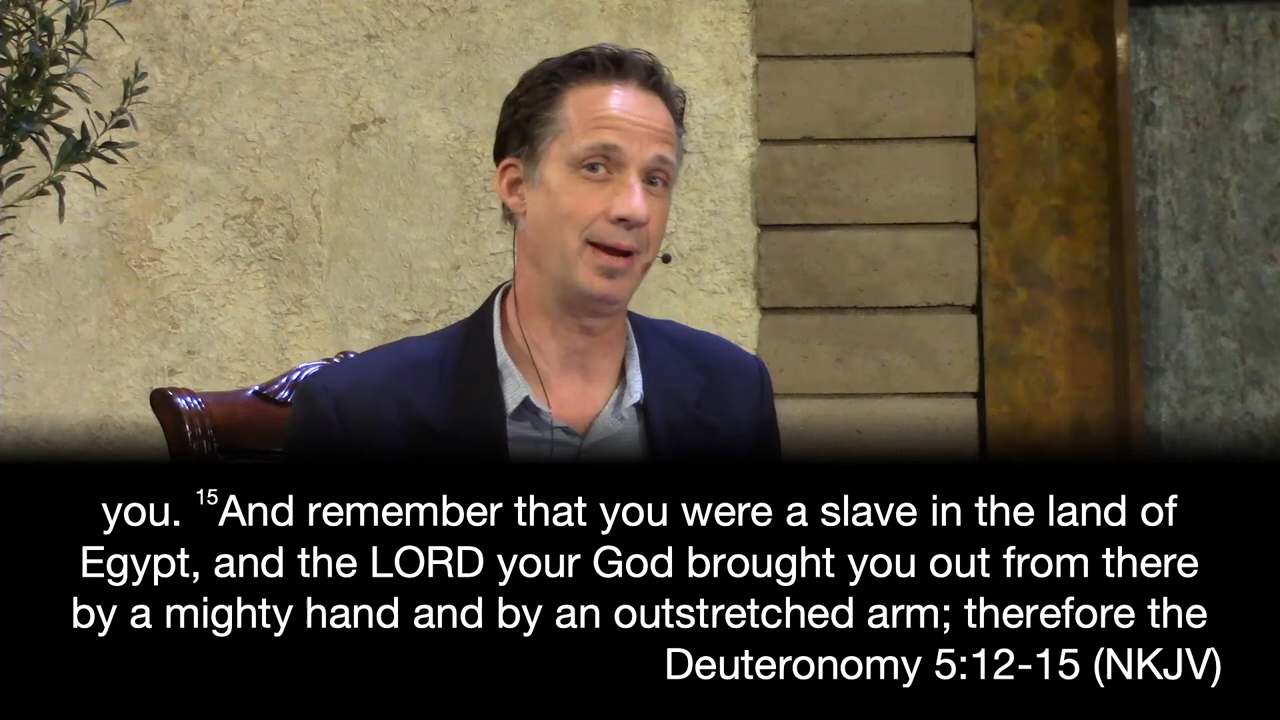 you. 15And remember that you were a slave in the land of
Egypt, and the LORD your God brought you out from there
by a mighty hand and by an outstretched arm; therefore the
Deuteronomy 5:12-15 (NKJV)